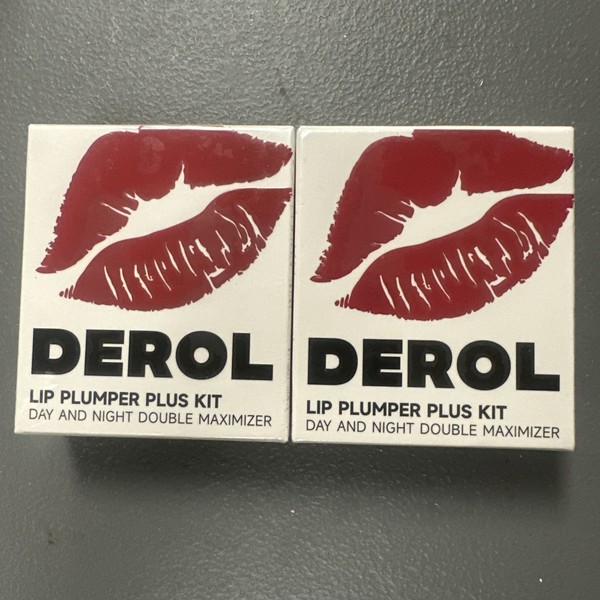 DEROL
LIP PLUMPER PLUS KIT
DAY AND NIGHT DOUBLE MAXIMIZER
DEROL
LIP PLUMPER PLUS KIT
DAY AND NIGHT DOUBLE MAXIMIZER